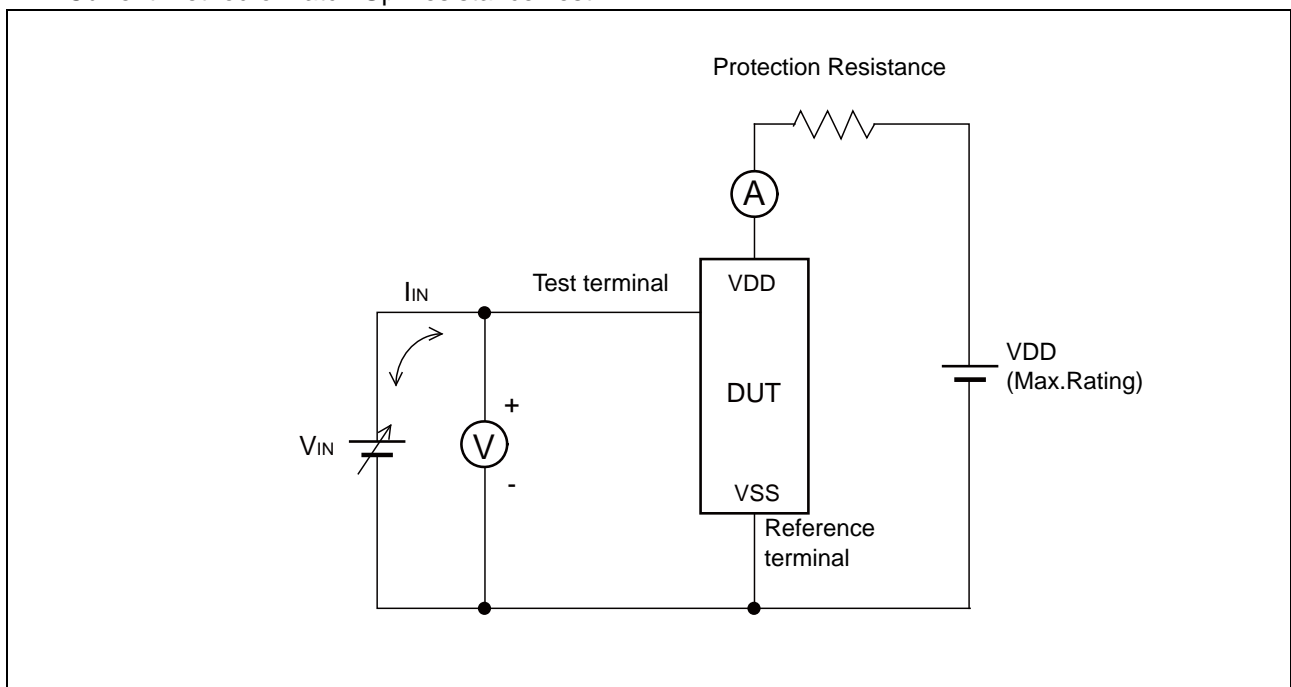 Protection Resistance
A
Test terminal
VDD
IIN
VDD
(Max.Rating)
DUT
+
VIN
V
-
VSS
Reference
terminal